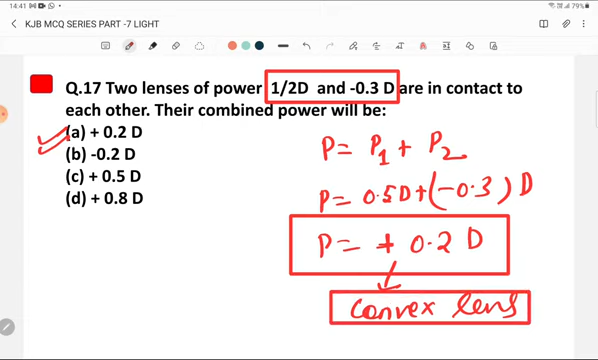 14:41
79%
KJB MCQ SERIES PART -7 LIGHT
Q.17 Two lenses of power 1/2D and -0.3 D are in contact to
each other. Their combined power will be:
(a) + 0.2 D
(b) -0.2 D
(c) + 0.5 D
(d) + 0.8 D
P = P1 + P2
P = 0.5D+(-0.3) D
P = + 0.2 D
Convex lens